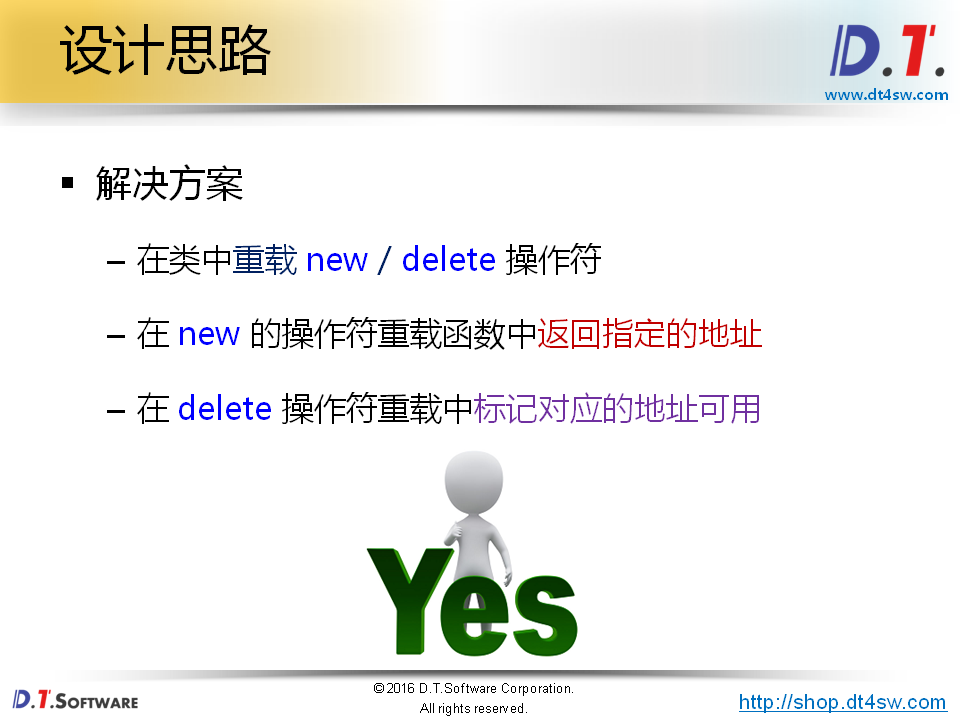 设计思路
D.T.
www.dt4sw.com
▪ 解决方案
– 在类中重载 new / delete 操作符
– 在 new 的操作符重载函数中返回指定的地址
– 在 delete 操作符重载中标记对应的地址可用
Yes
D.T.SOFTWARE
©2016 D.T.Software Corporation.
All rights reserved.
http://shop.dt4sw.com